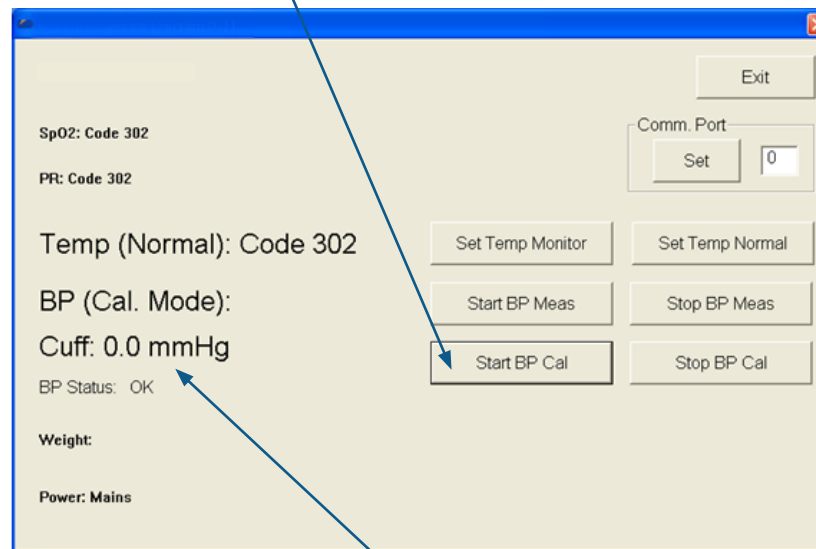 Exit
SpO2: Code 302
Comm. Port
Set 0
PR: Code 302
Temp (Normal): Code 302
Set Temp Monitor Set Temp Normal
BP (Cal. Mode):
Start BP Meas Stop BP Meas
Cuff: 0.0 mmHg
Start BP Cal Stop BP Cal
BP Status: OK
Weight:
Power: Mains